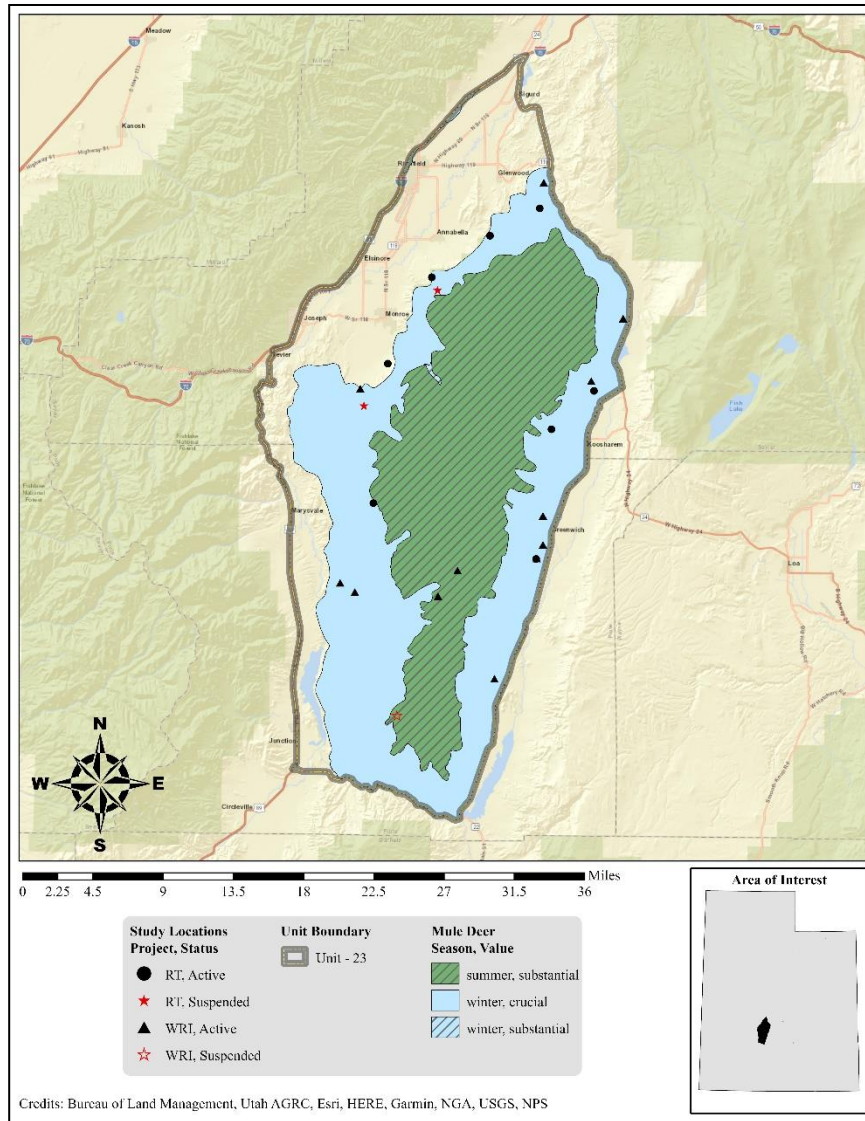 Meadow
Kanosh
Sigurd
Glenwood
Annabella
Elsinore
Joseph
Monroe
Sevier
Fish Lake
Koosharem
Marysvale
Greenwich
Loa
Junction
Circleville
N
W E
S
Miles
0 2.25 4.5 9 13.5 18 22.5 27 31.5 36
Study Locations
Project, Status
RT, Active
RT, Suspended
WRI, Active
WRI, Suspended
Unit Boundary
Unit - 23
Mule Deer
Season, Value
summer, substantial
winter, crucial
winter, substantial
Area of Interest
Credits: Bureau of Land Management, Utah AGRC, Esri, HERE, Garmin, NGA, USGS, NPS